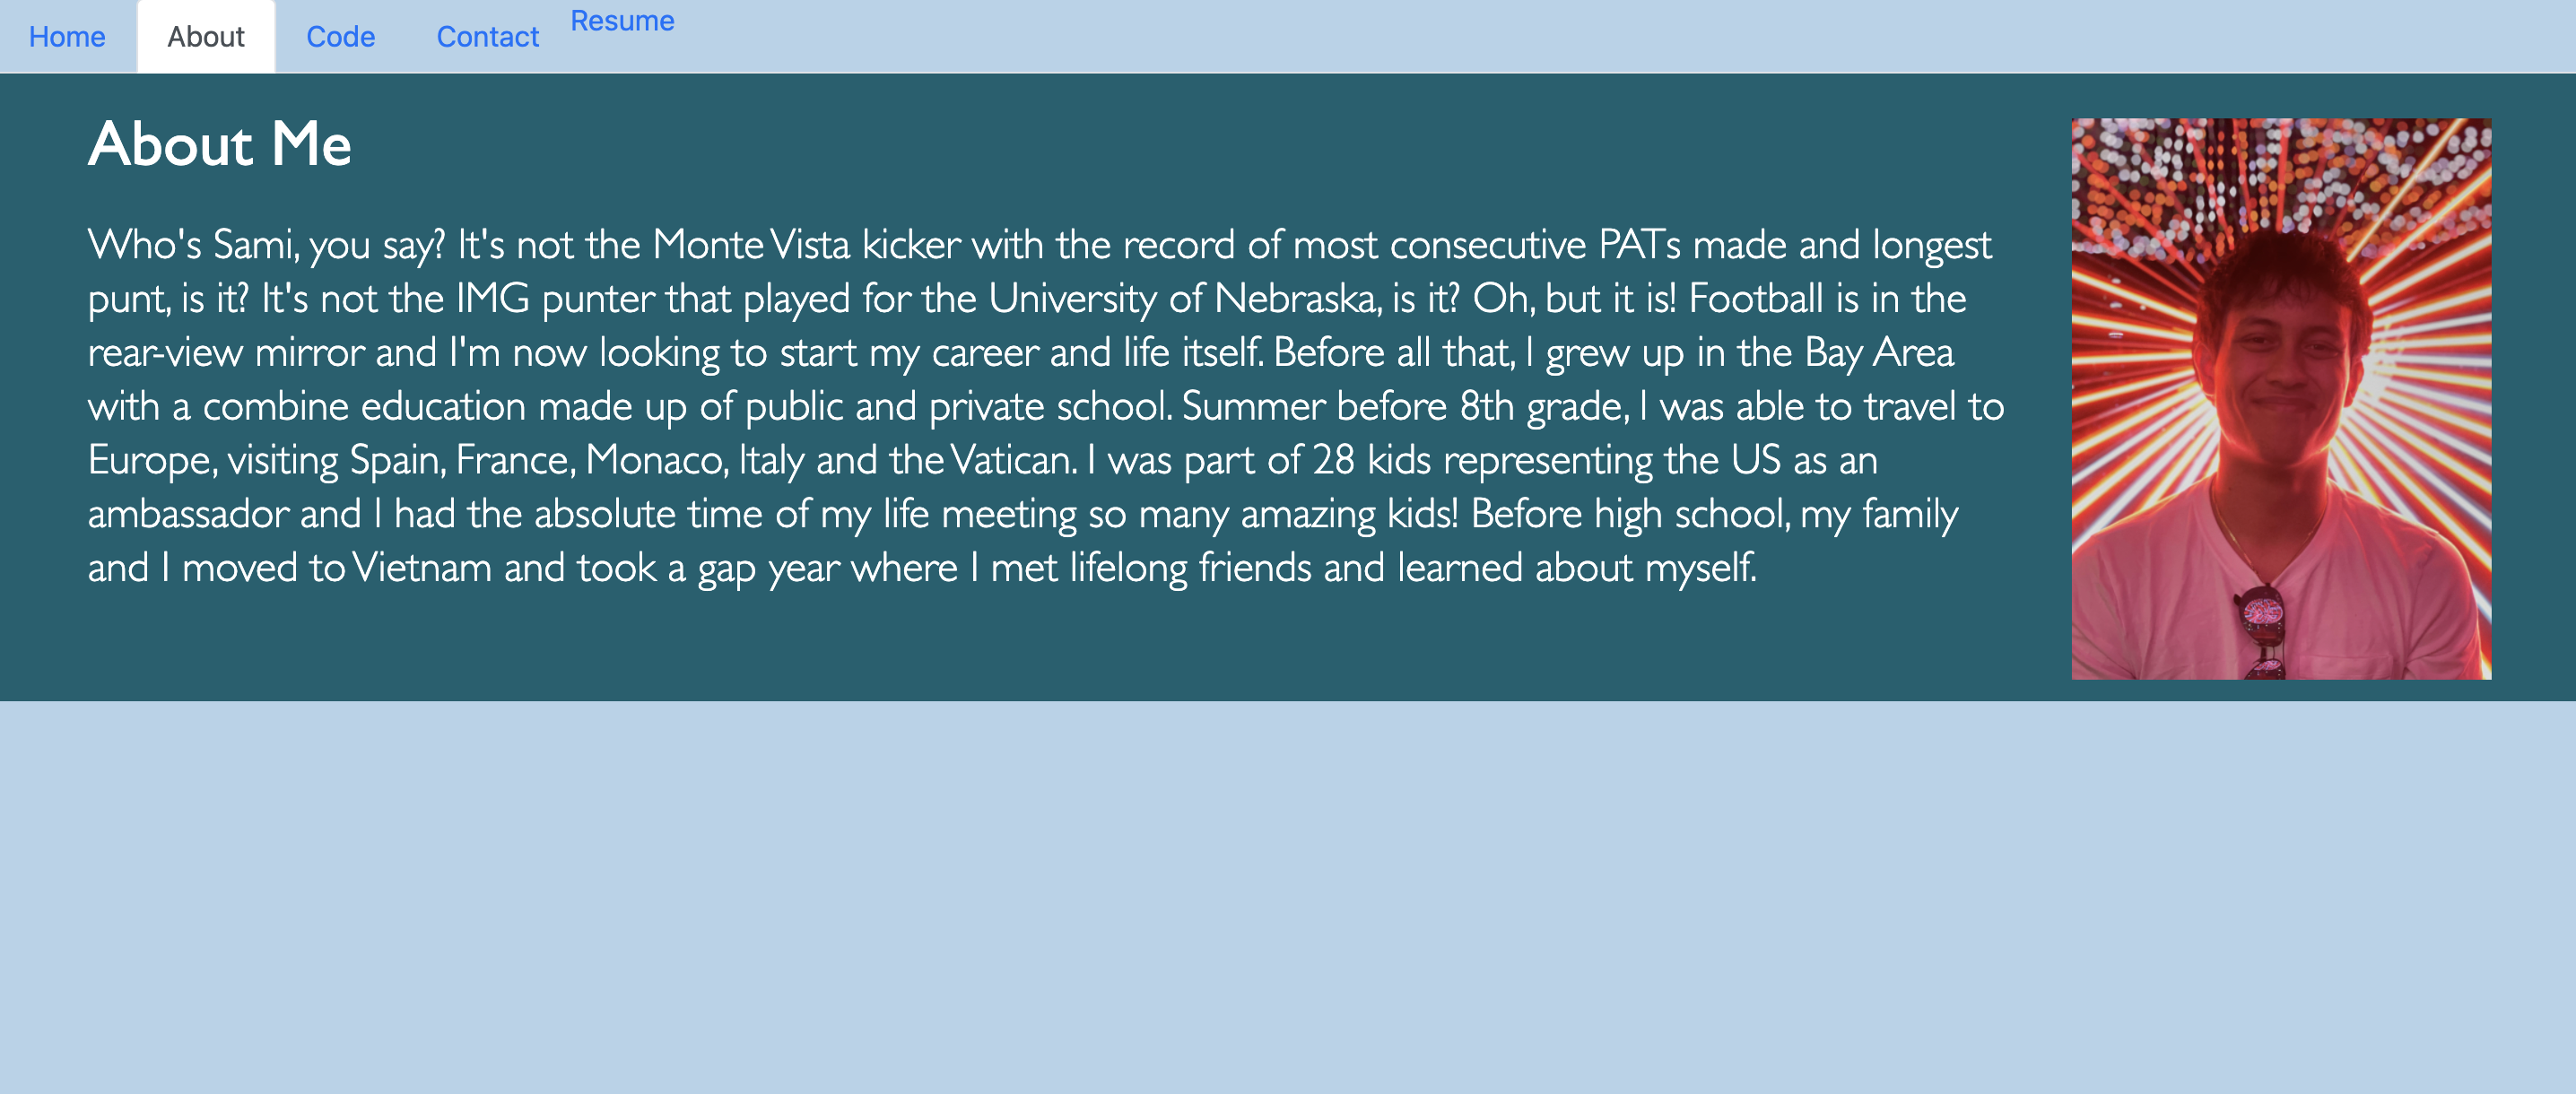 Home About Code Contact Resume
About Me
Who's Sami, you say? It's not the Monte Vista kicker with the record of most consecutive PATs made and longest
punt, is it? It's not the IMG punter that played for the University of Nebraska, is it? Oh, but it is! Football is in the
rear-view mirror and I'm now looking to start my career and life itself. Before all that, I grew up in the Bay Area
with a combine education made up of public and private school. Summer before 8th grade, I was able to travel to
Europe, visiting Spain, France, Monaco, Italy and the Vatican. I was part of 28 kids representing the US as an
ambassador and I had the absolute time of my life meeting so many amazing kids! Before high school, my family
and I moved to Vietnam and took a gap year where I met lifelong friends and learned about myself.